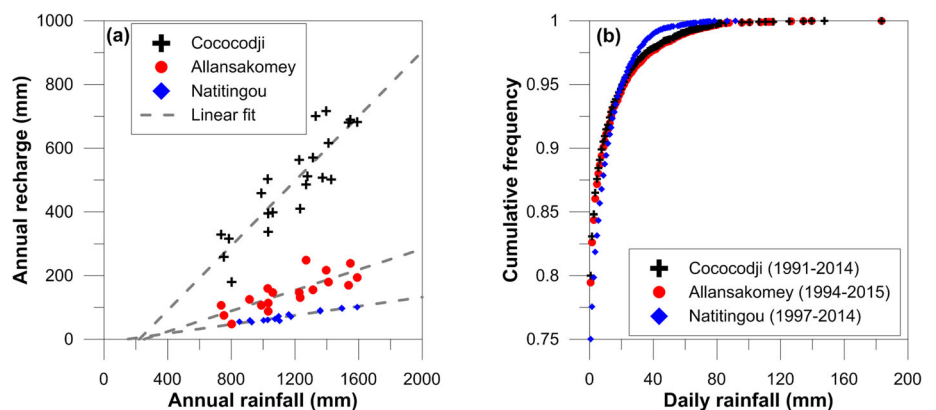 (a)
Cococodji
Allansakomey
Natitingou
Linear fit
1000
800
600
400
200
0
Annual recharge (mm)
0 400 800 1200 1600 2000
Annual rainfall (mm)
(b)
1
0.95
0.9
0.85
0.8
0.75
Cumulative frequency
Cococodji (1991-2014)
Allansakomey (1994-2015)
Natitingou (1997-2014)
0 40 80 120 160 200
Daily rainfall (mm)